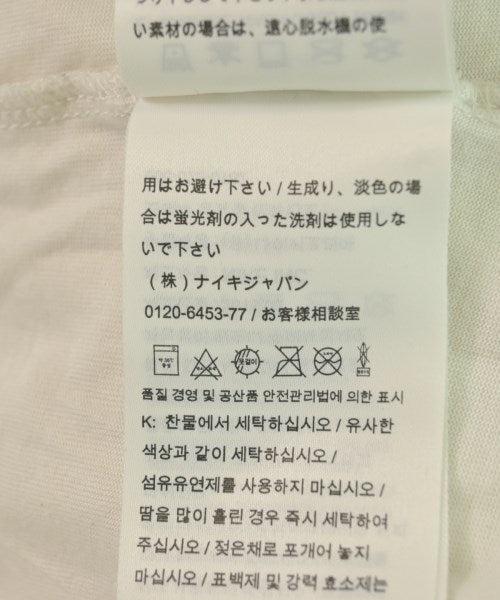 い素材の場合は、遠心脱水機の使
用はお避け下さい / 生成り、淡色の場
合は蛍光剤の入った洗剤は使用しな
いで下さい
（株）ナイキジャパン
0120-6453-77 / お客様相談室
품질 경영 및 공산품 안전관리법에 의한 표시
K: 찬물에서 세탁하십시오 / 유사한
색상과 같이 세탁하십시오 /
섬유유연제를 사용하지 마십시오 /
땀을 많이 흘린 경우 즉시 세탁하여
주십시오 / 젖은채로 포개어 놓지
마십시오 / 표백제 및 강력 효소제는